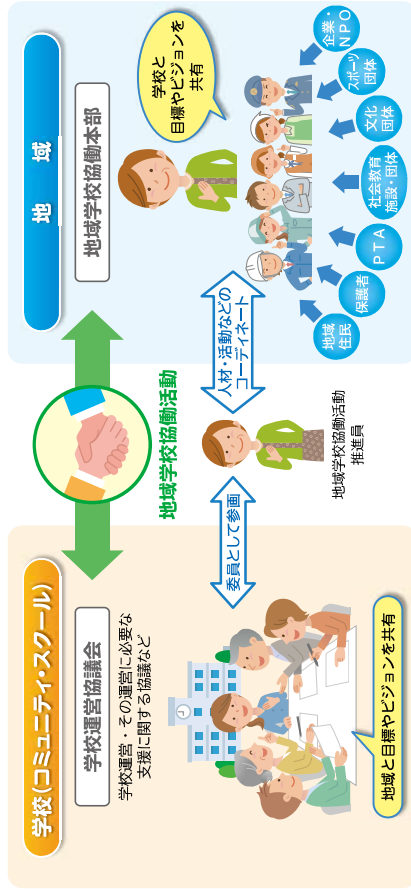 学校(コミュニティ・スクール)
学校運営協議会
学校運営・その運営に必要な
支援に関する協議など
地域と目標やビジョンを共有
地域学校協働活動
委員として参画
地域学校協働活動
推進員
人材・活動などの
コーディネート
地域
地域学校協働本部
学校と
目標やビジョンを
共有
地域
住民
保護者
PTA
社会教育
施設・団体
文化
団体
スポーツ
団体
企業・
NPO